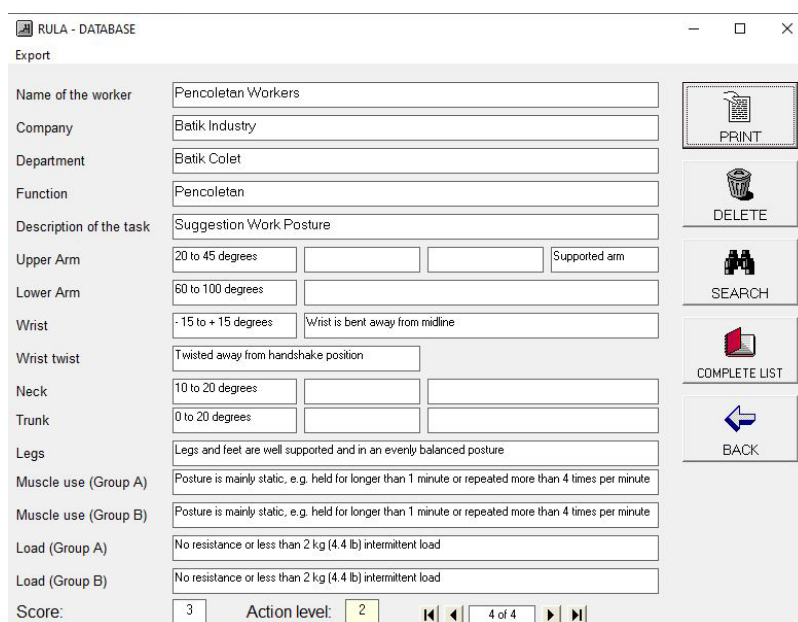 RULA - DATABASE
Export
Name of the worker Pencoletan Workers
Company Batik Industry
Department Batik Colet
Function Pencoletan
Description of the task Suggestion Work Posture
Upper Arm 20 to 45 degrees Supported arm
Lower Arm 60 to 100 degrees
Wrist - 15 to + 15 degrees Wrist is bent away from midline
Wrist twist Twisted away from handshake position
Neck 10 to 20 degrees
Trunk 0 to 20 degrees
Legs Legs and feet are well supported and in an evenly balanced posture
Muscle use (Group A) Posture is mainly static, e.g. held for longer than 1 minute or repeated more than 4 times per minute
Muscle use (Group B) Posture is mainly static, e.g. held for longer than 1 minute or repeated more than 4 times per minute
Load (Group A) No resistance or less than 2 kg (4.4 lb) intermittent load
Load (Group B) No resistance or less than 2 kg (4.4 lb) intermittent load
Score: 3 Action level: 2 4 of 4
PRINT
DELETE
SEARCH
COMPLETE LIST
BACK